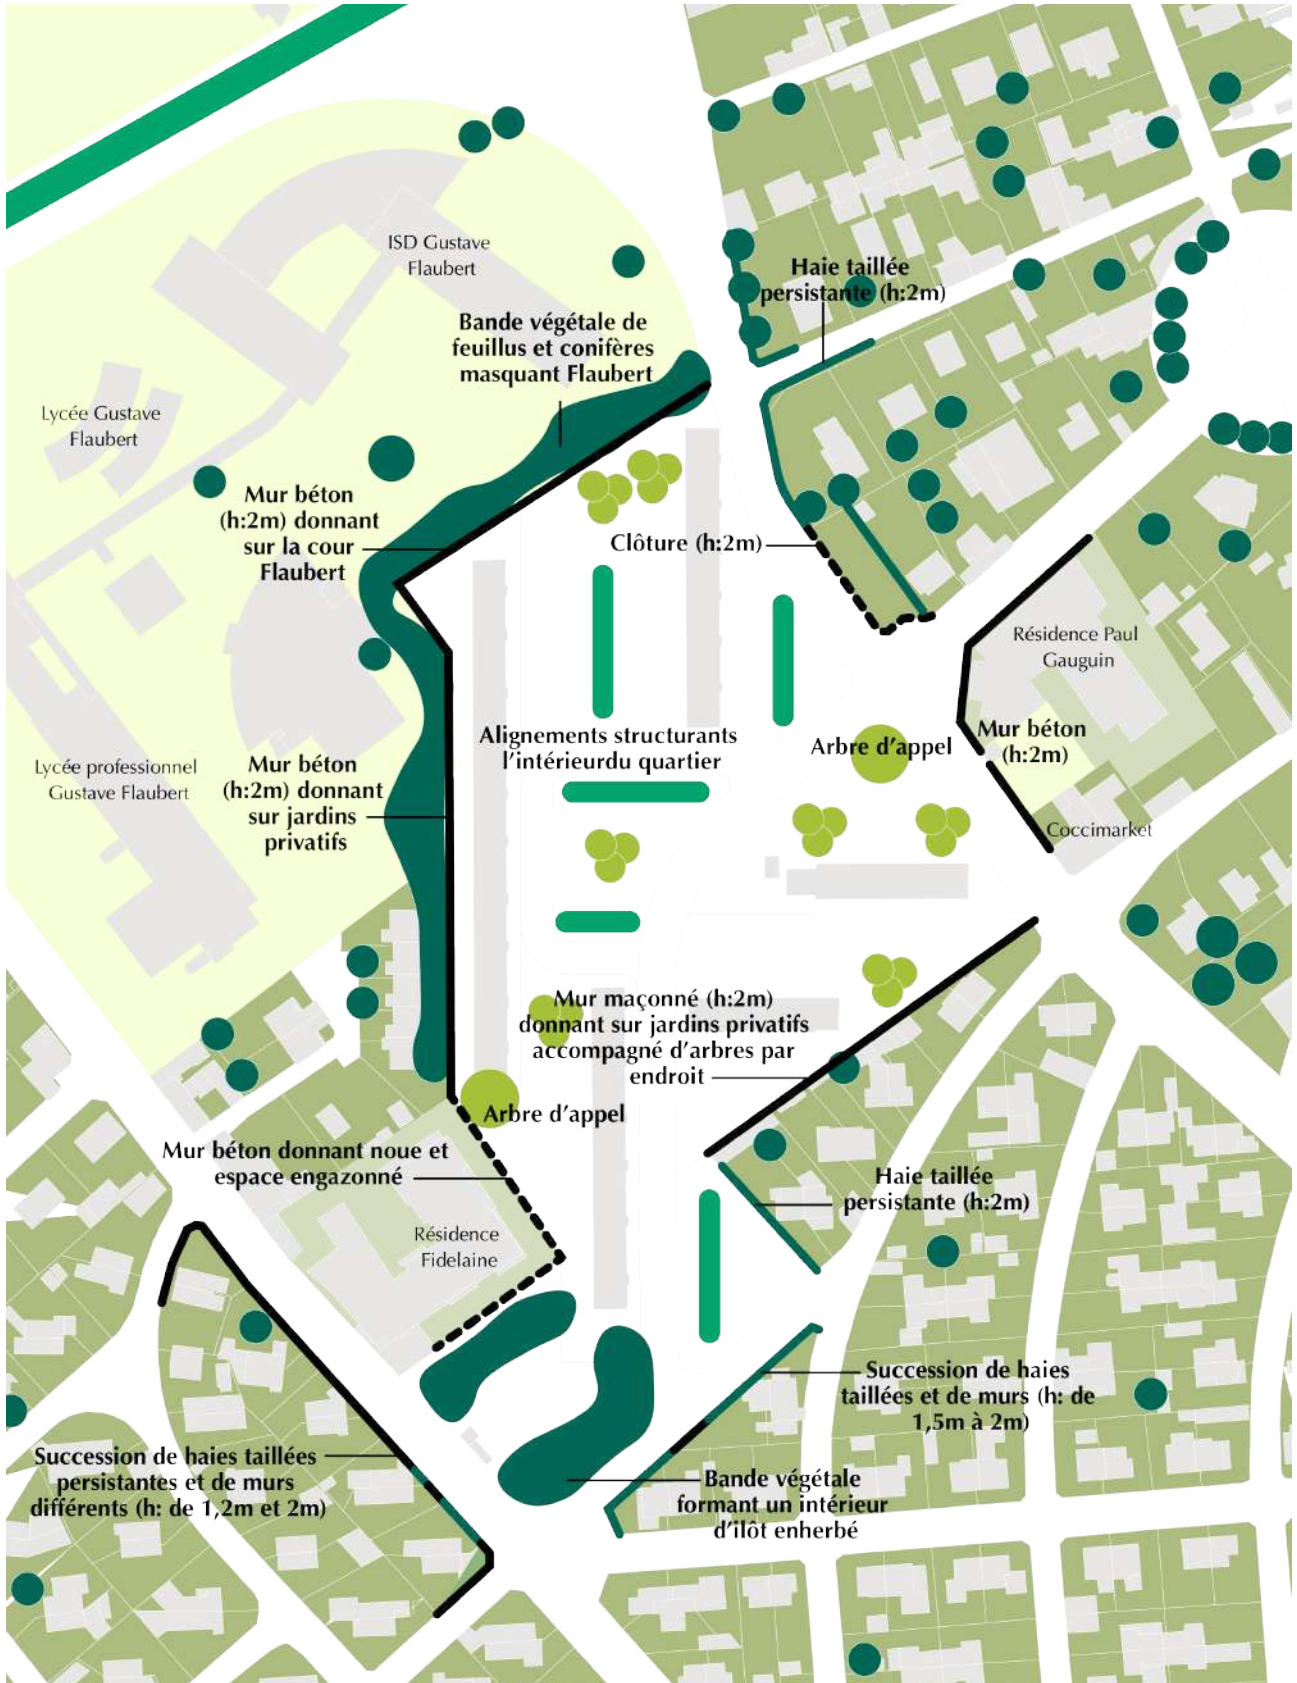 ISD Gustave
Flaubert
Haie taillée
persistante (h:2m)
Bande végétale de
feuillus et conifères
masquant Flaubert
Lycée Gustave
Flaubert
Mur béton
(h:2m) donnant
sur la cour
Flaubert
Clôture (h:2m)
Résidence Paul
Gauguin
Alignements structurants
l'intérieurdu quartier
Arbre d'appel
Mur béton
(h:2m)
Lycée professionnel
Gustave Flaubert
Mur béton
(h:2m) donnant
sur jardins
privatifs
Coccimarket
Mur maçonné (h:2m)
donnant sur jardins privatifs
accompagné d'arbres par
endroit
Arbre d'appel
Mur béton donnant noue et
espace engazonné
Haie taillée
persistante (h:2m)
Résidence
Fidelaine
Succession de haies
taillées et de murs (h: de
1,5m à 2m)
Succession de haies taillées
persistantes et de murs
différents (h: de 1,2m et 2m)
Bande végétale
formant un intérieur
d'ilôt enherbé